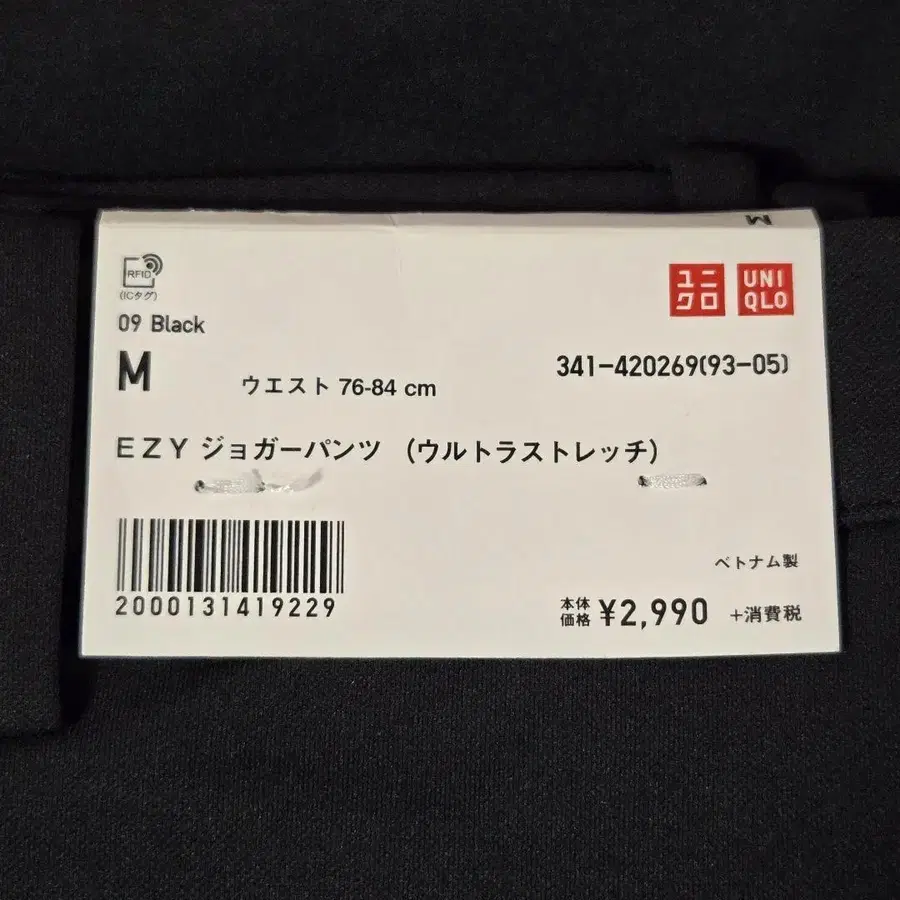 M
RFID
(ICタグ)
ユニ
クロ
UNI
QLO
09 Black
M
ウエスト 76-84 cm
341-420269(93-05)
EZY ジョガーパンツ (ウルトラストレッチ)
2000131419229
ベトナム製
本体
価格 ¥2,990 +消費税